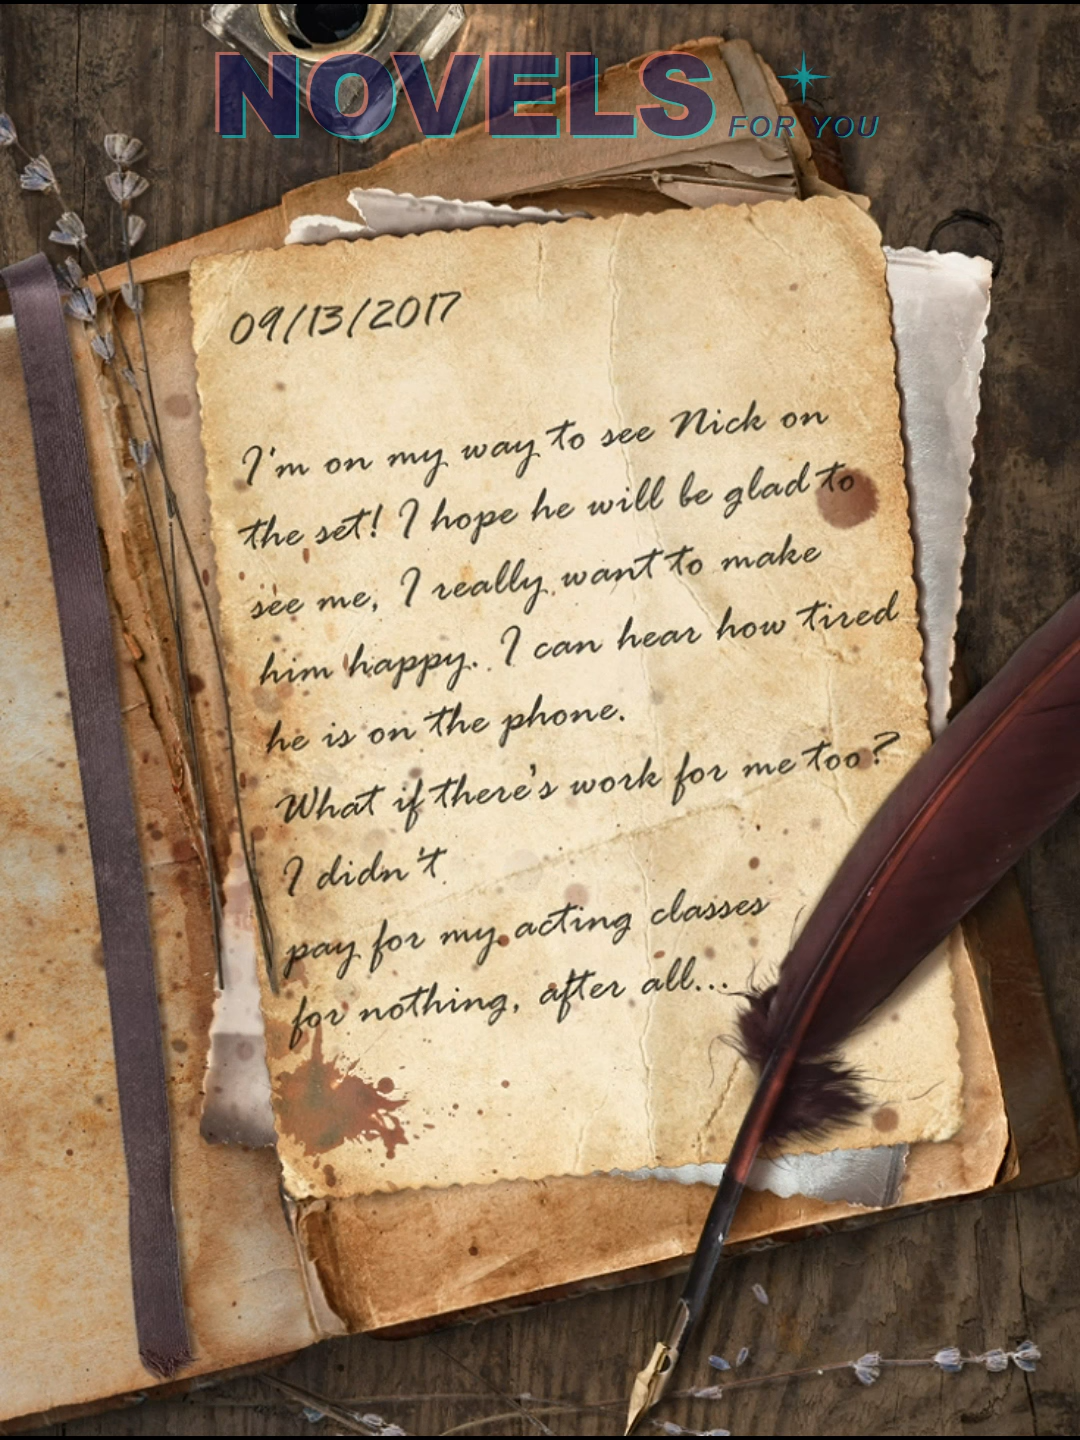 NOVELS
FOR YOU
09/13/2017
I'm on my way to see Nick on
the set! I hope he will be glad to
see me, I really want to make
him happy. I can hear how tired
he is on the phone.
What if there's work for me too?
I didn't
pay for my acting classes
for nothing, after all...